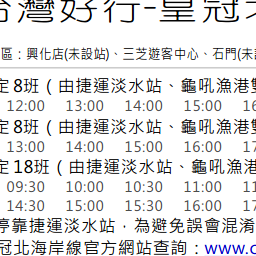 台灣好行-皇冠北
區：興化店(未設站)、三芝遊客中心、石門(未設
定 8班（由捷運淡水站、龜吼漁港雙
12:00 13:00 14:00 15:00 16
定 8班（由捷運淡水站、龜吼漁港
13:00 14:00 15:00 16:00 17
定 18班（由捷運淡水站、龜吼漁
09:30 10:00 10:30 11:00 11
14:30 15:00 15:30 16:00 16
停靠捷運淡水站，為避免誤會混淆
冠北海岸線官方網站查詢：www.c